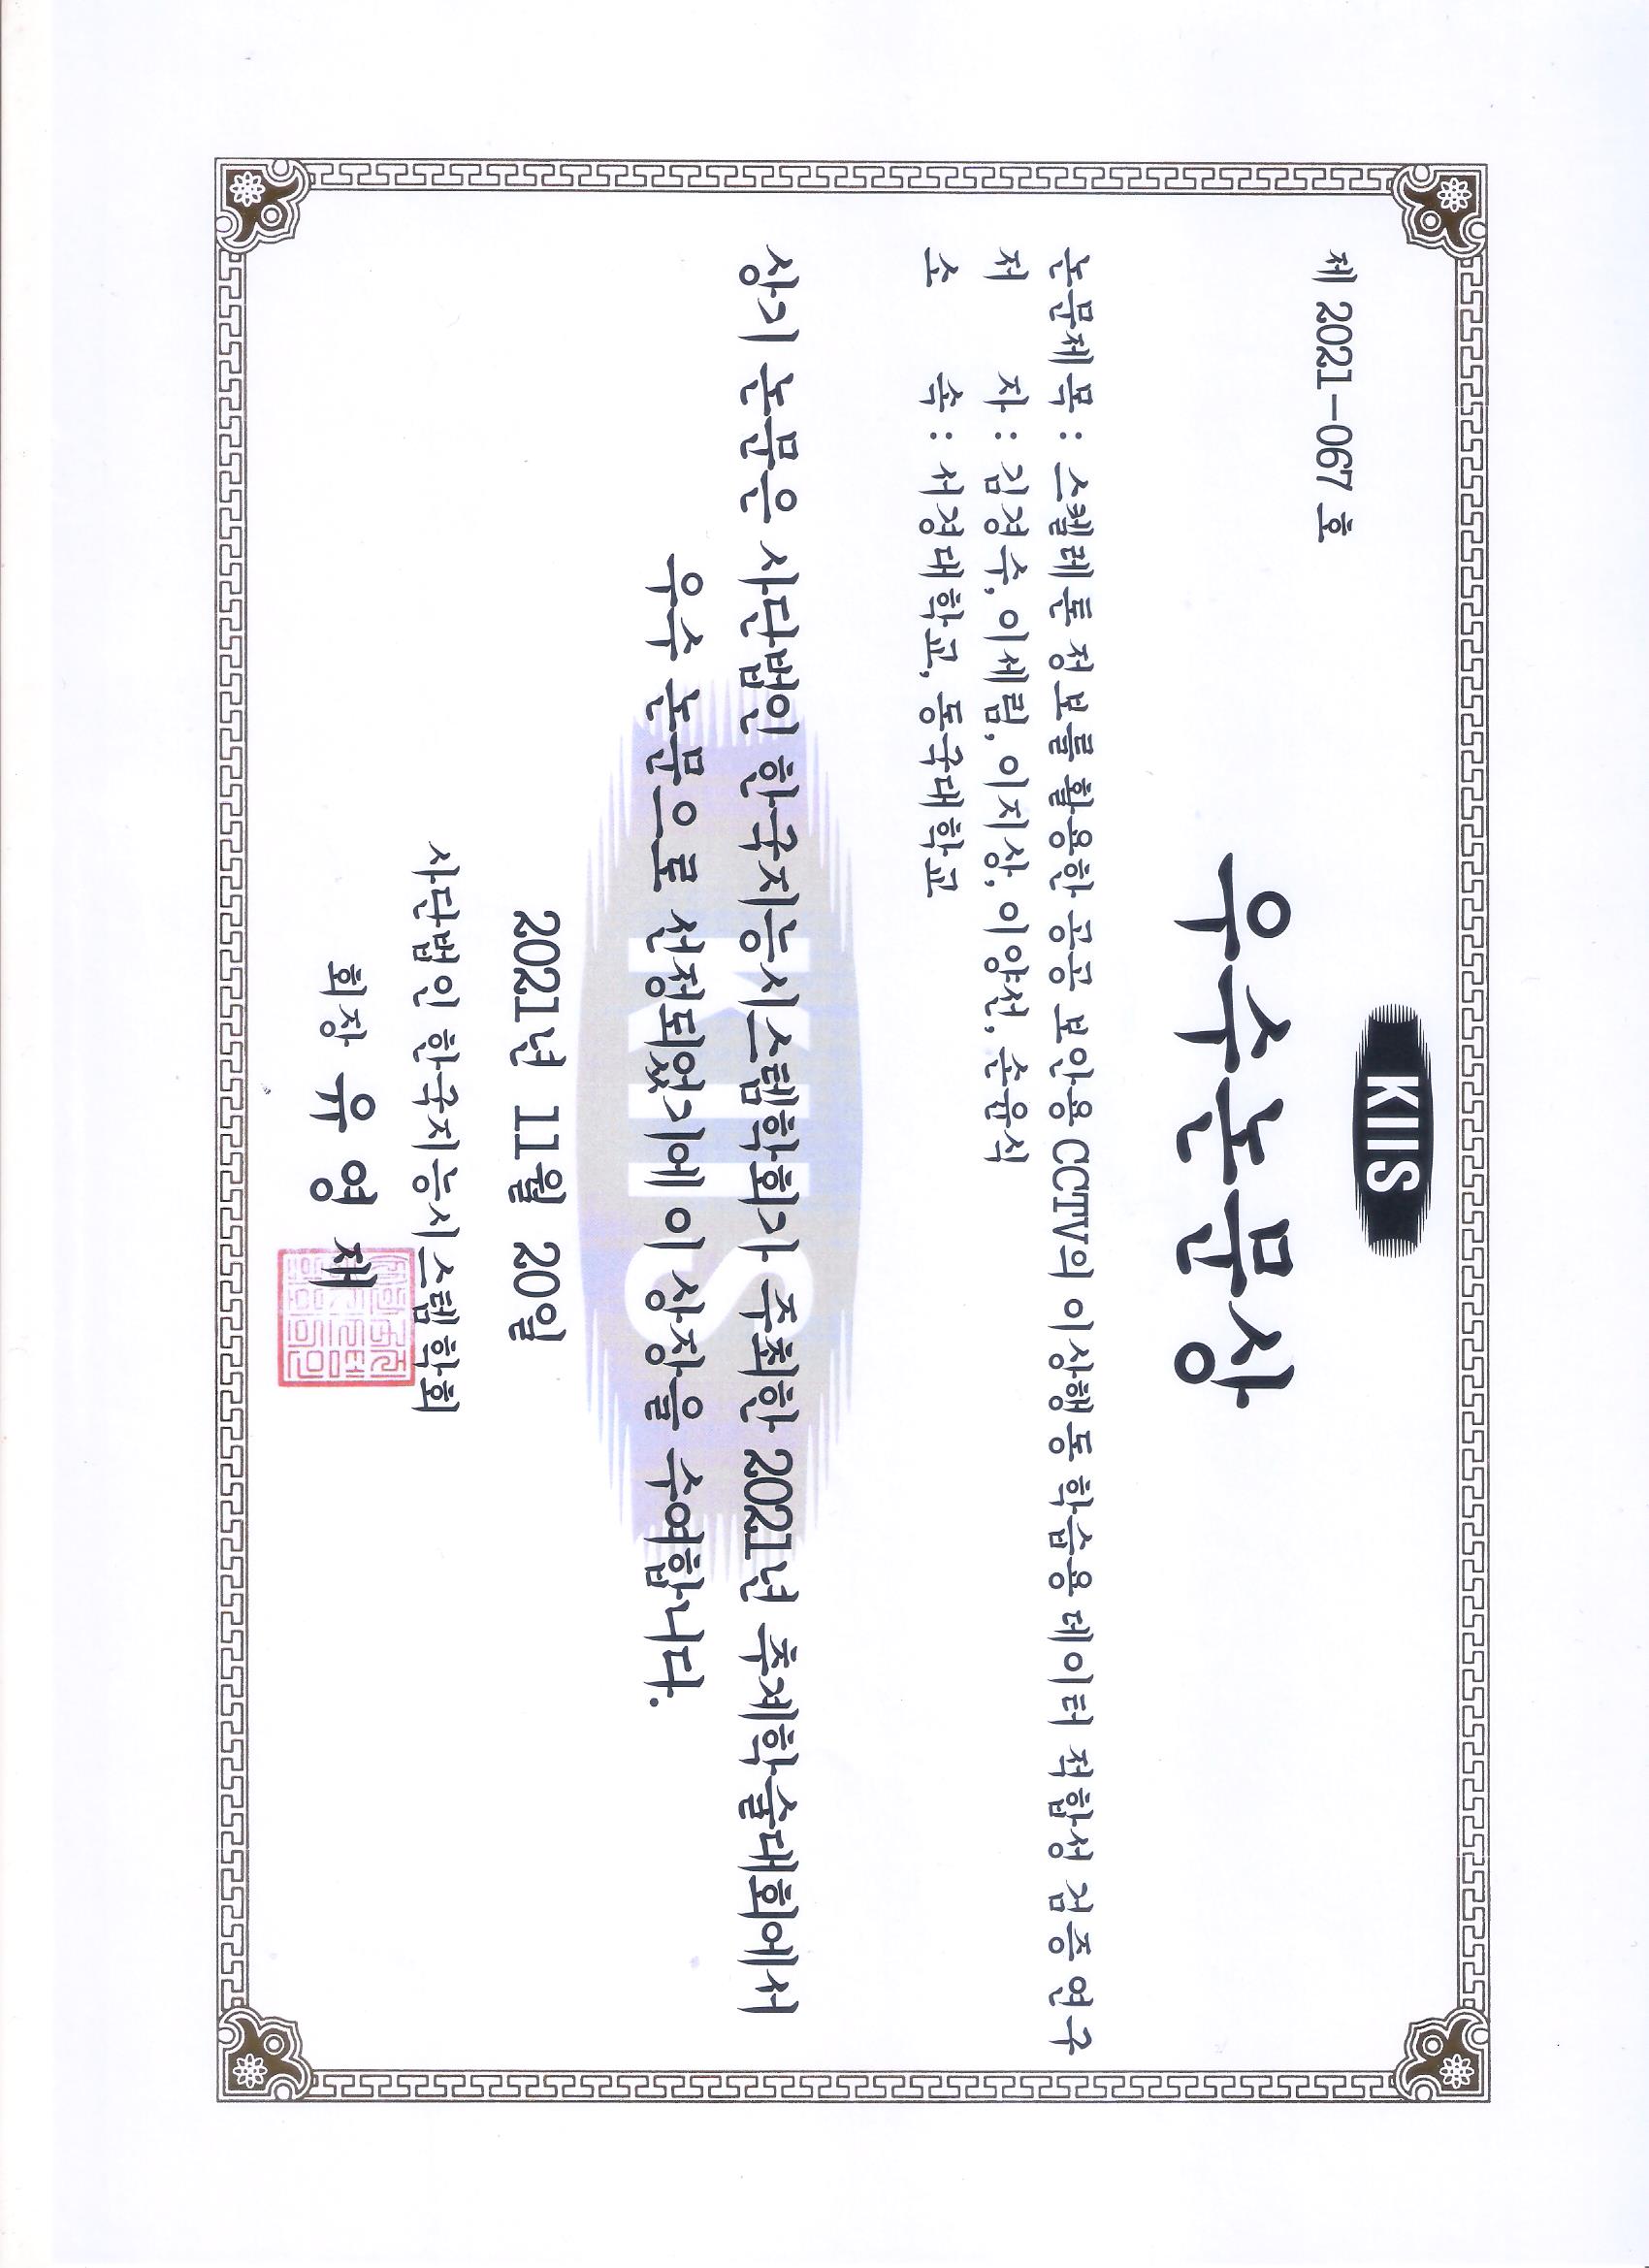 KIIS
제 2021-067 호
우수논문상
논문제목 : 스켈레톤 정보를 활용한 공공 보안용 CCTV의 이상행동 학습용 데이터 적합성 검증 연구
저 자 : 김경수, 이세림, 이지상, 이양선, 손윤식
소 속 : 서경대학교, 동국대학교
KIIS
상기 논문은 사단법인 한국지능시스템학회가 주최한 2021년 추계학술대회에서
우수 논문으로 선정되었기에 이 상장을 수여합니다.
2021년 11월 20일
사단법인 한국지능시스템학회
회장 유 영 재